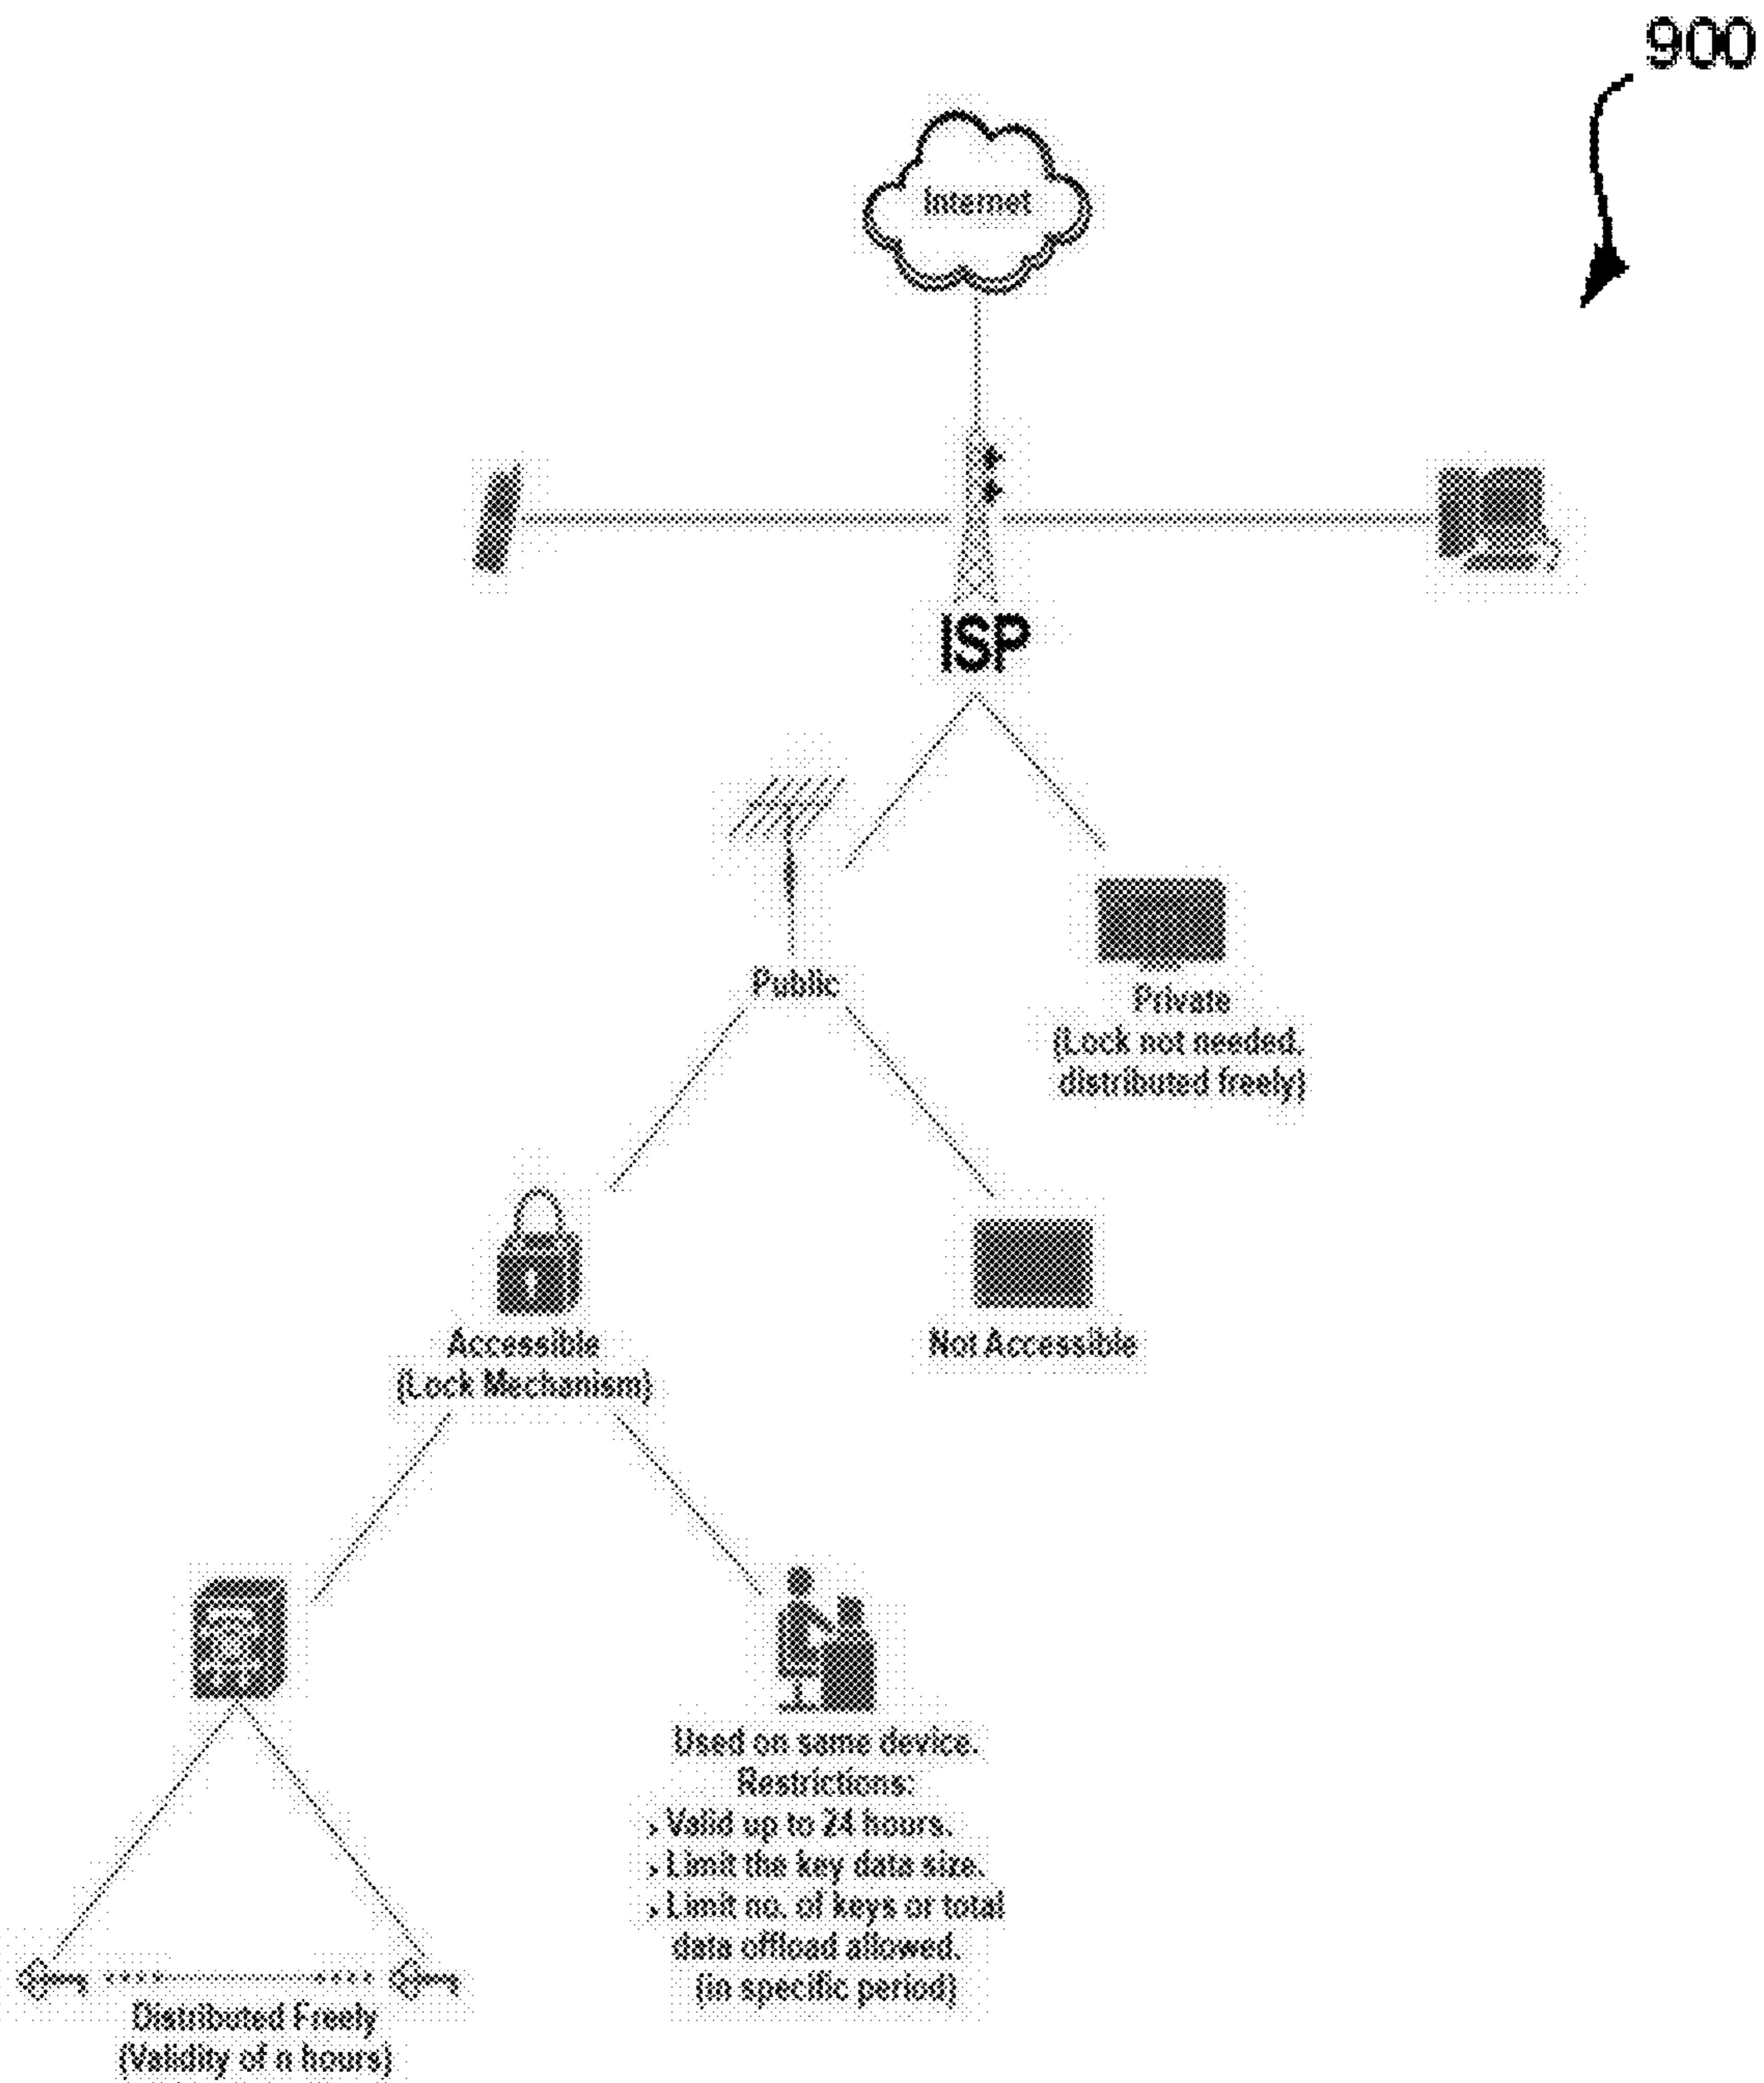 900
Internet
ISP
Public
Private
(Lock not needed,
distributed freely)
Accessible
(Lock Mechanism)
Not Accessible
Used on same device.
Restrictions:
› Valid up to 24 hours.
› Limit the key data size.
› Limit no. of keys or total
data offload allowed.
(in specific period)
Distributed Freely
(Validity of n hours)